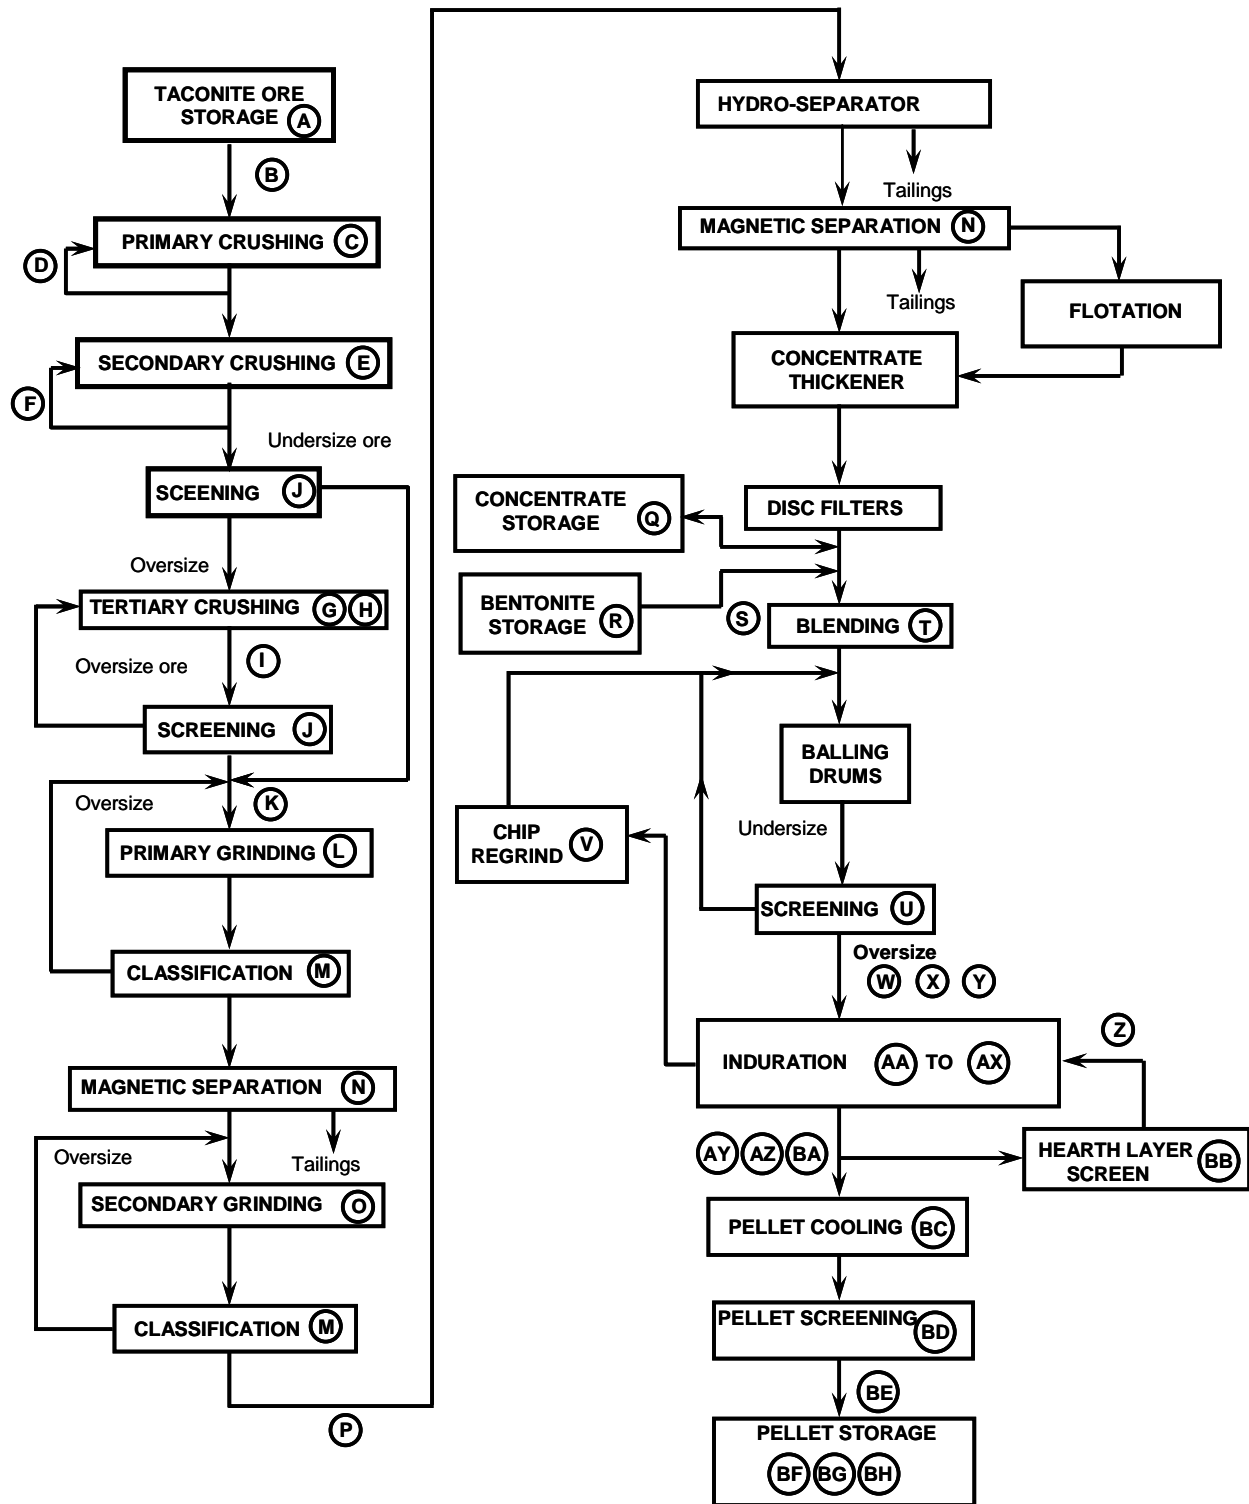 TACONITE ORE
STORAGE A
B
PRIMARY CRUSHING C
D
SECONDARY CRUSHING E
F
Undersize ore
SCEENING J
Oversize
TERTIARY CRUSHING G H
Oversize ore
I
SCREENING J
Oversize
K
PRIMARY GRINDING L
CLASSIFICATION M
MAGNETIC SEPARATION N
Oversize
Tailings
SECONDARY GRINDING O
CLASSIFICATION M
P
HYDRO-SEPARATOR
Tailings
MAGNETIC SEPARATION N
Tailings
FLOTATION
CONCENTRATE
THICKENER
DISC FILTERS
CONCENTRATE
STORAGE Q
BENTONITE
STORAGE R
S
BLENDING T
BALLING
DRUMS
Undersize
CHIP
REGRIND V
SCREENING U
Oversize
W X Y
INDURATION AA TO AX
Z
AY AZ BA
HEARTH LAYER
SCREEN BB
PELLET COOLING BC
PELLET SCREENING BD
BE
PELLET STORAGE
BF BG BH